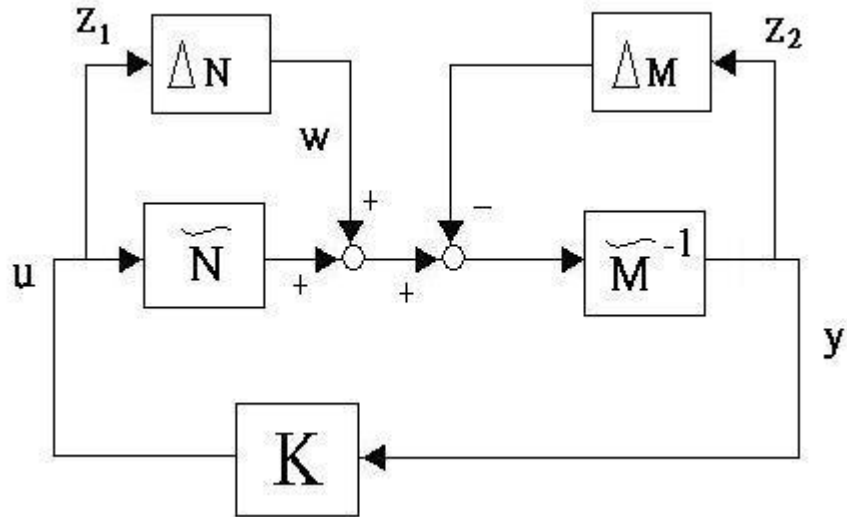 Z₁
ΔN
ΔM
Z₂
w
+
−
u
Ñ
+
+
M̃⁻¹
y
K